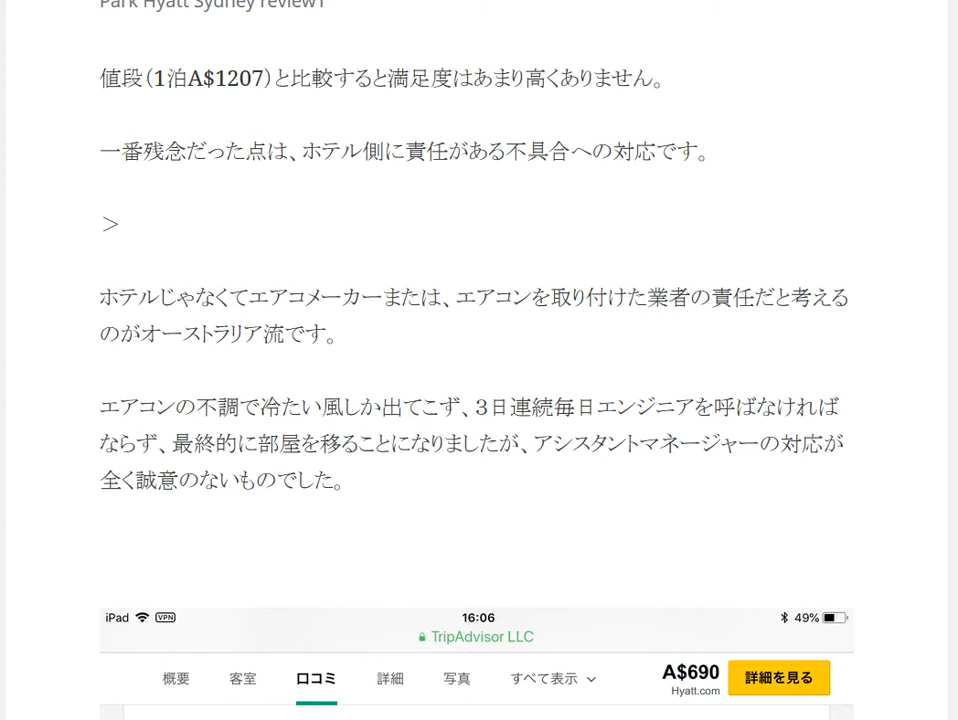 Park Hyatt Sydney review1
値段（1泊A$1207）と比較すると満足度はあまり高くありません。
一番残念だった点は、ホテル側に責任がある不具合への対応です。
＞
ホテルじゃなくてエアコメーカーまたは、エアコンを取り付けた業者の責任だと考える
のがオーストラリア流です。
エアコンの不調で冷たい風しか出てこず、３日連続毎日エンジニアを呼ばなければ
ならず、最終的に部屋を移ることになりましたが、アシスタントマネージャーの対応が
全く誠意のないものでした。
iPad VPN 16:06 49%
TripAdvisor LLC
概要 客室 口コミ 詳細 写真 すべて表示 A$690 詳細を見る
Hyatt.com